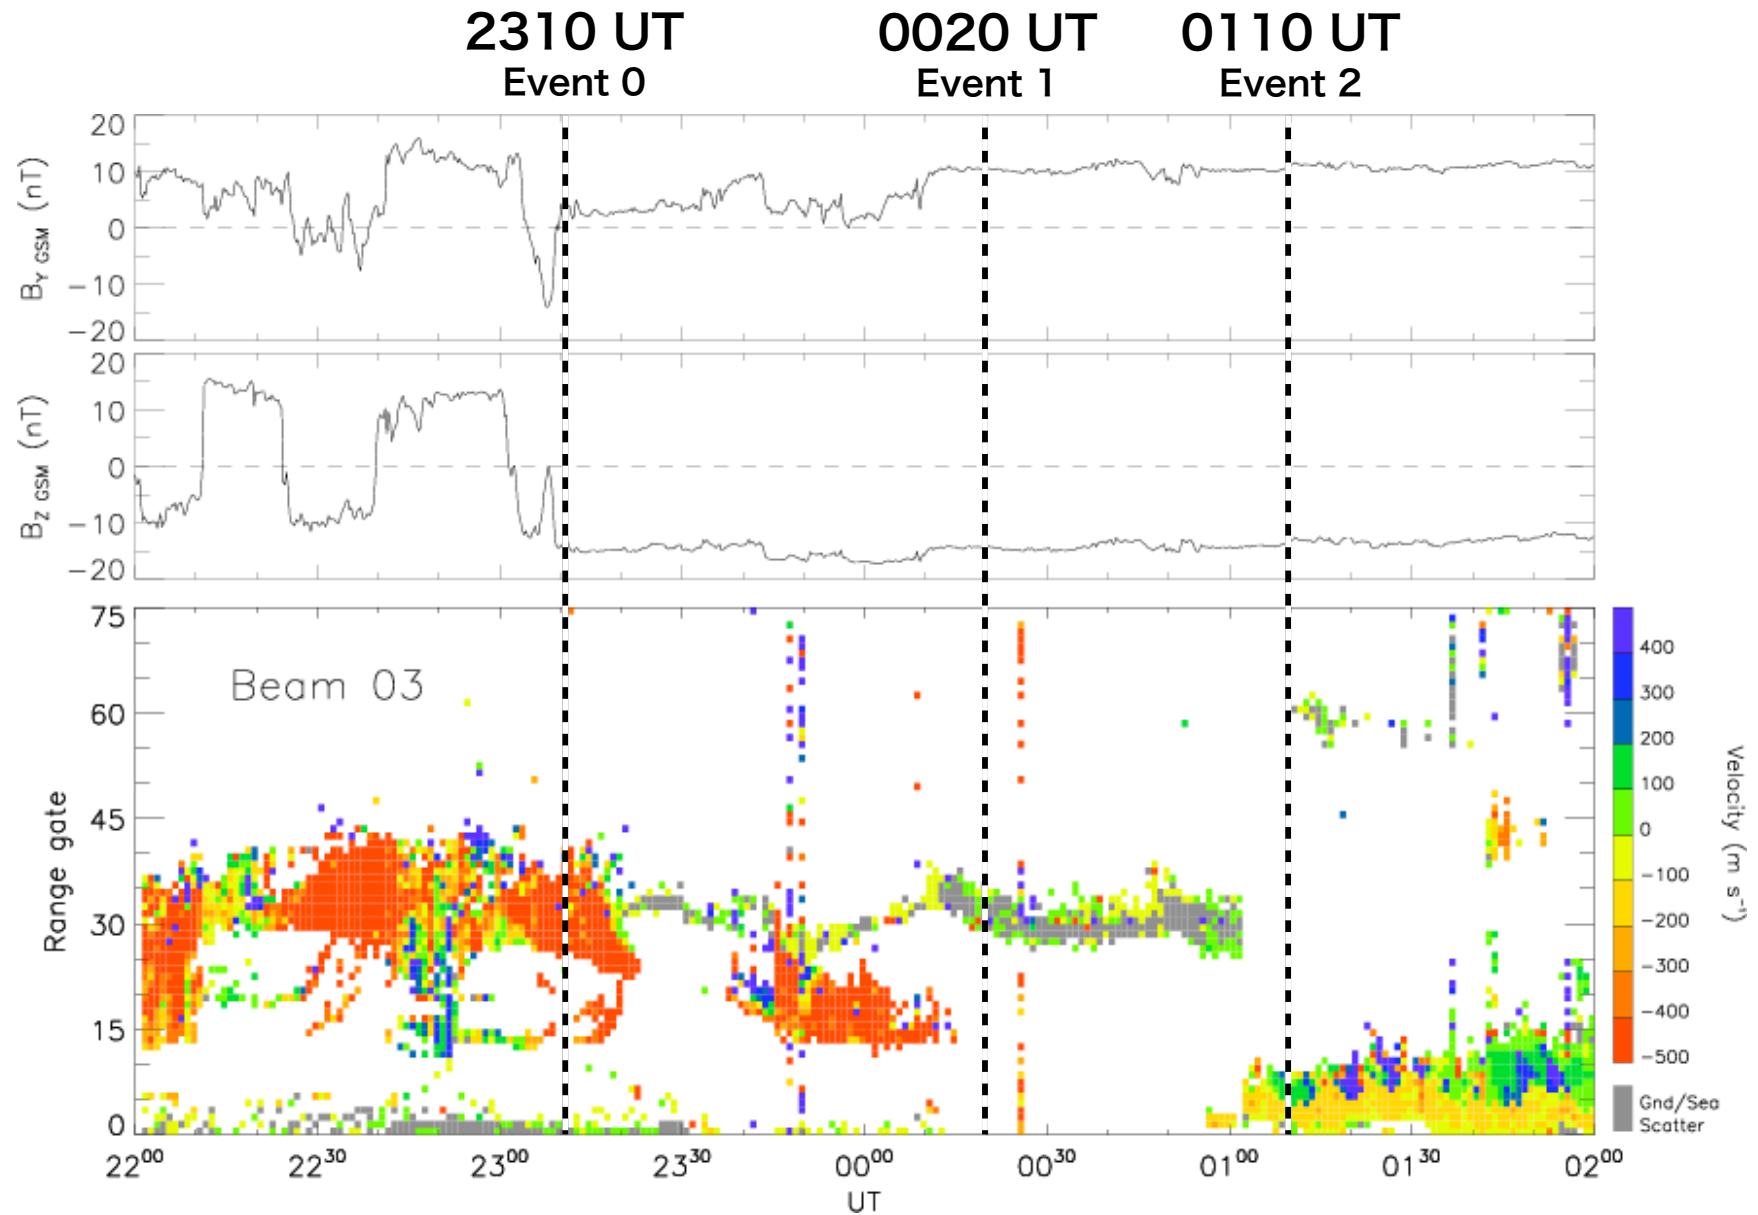 2310 UT 0020 UT 0110 UT
Event 0 Event 1 Event 2
20
10
0
−10
−20
B_Y GSM (nT)
20
10
0
−10
−20
B_Z GSM (nT)
Beam 03
75
60
45
30
15
0
Range gate
22⁰⁰ 22³⁰ 23⁰⁰ 23³⁰ 00⁰⁰ 00³⁰ 01⁰⁰ 01³⁰ 02⁰⁰
UT
400
300
200
100
0
−100
−200
−300
−400
−500
Gnd/Sea
Scatter
Velocity (m s⁻¹)